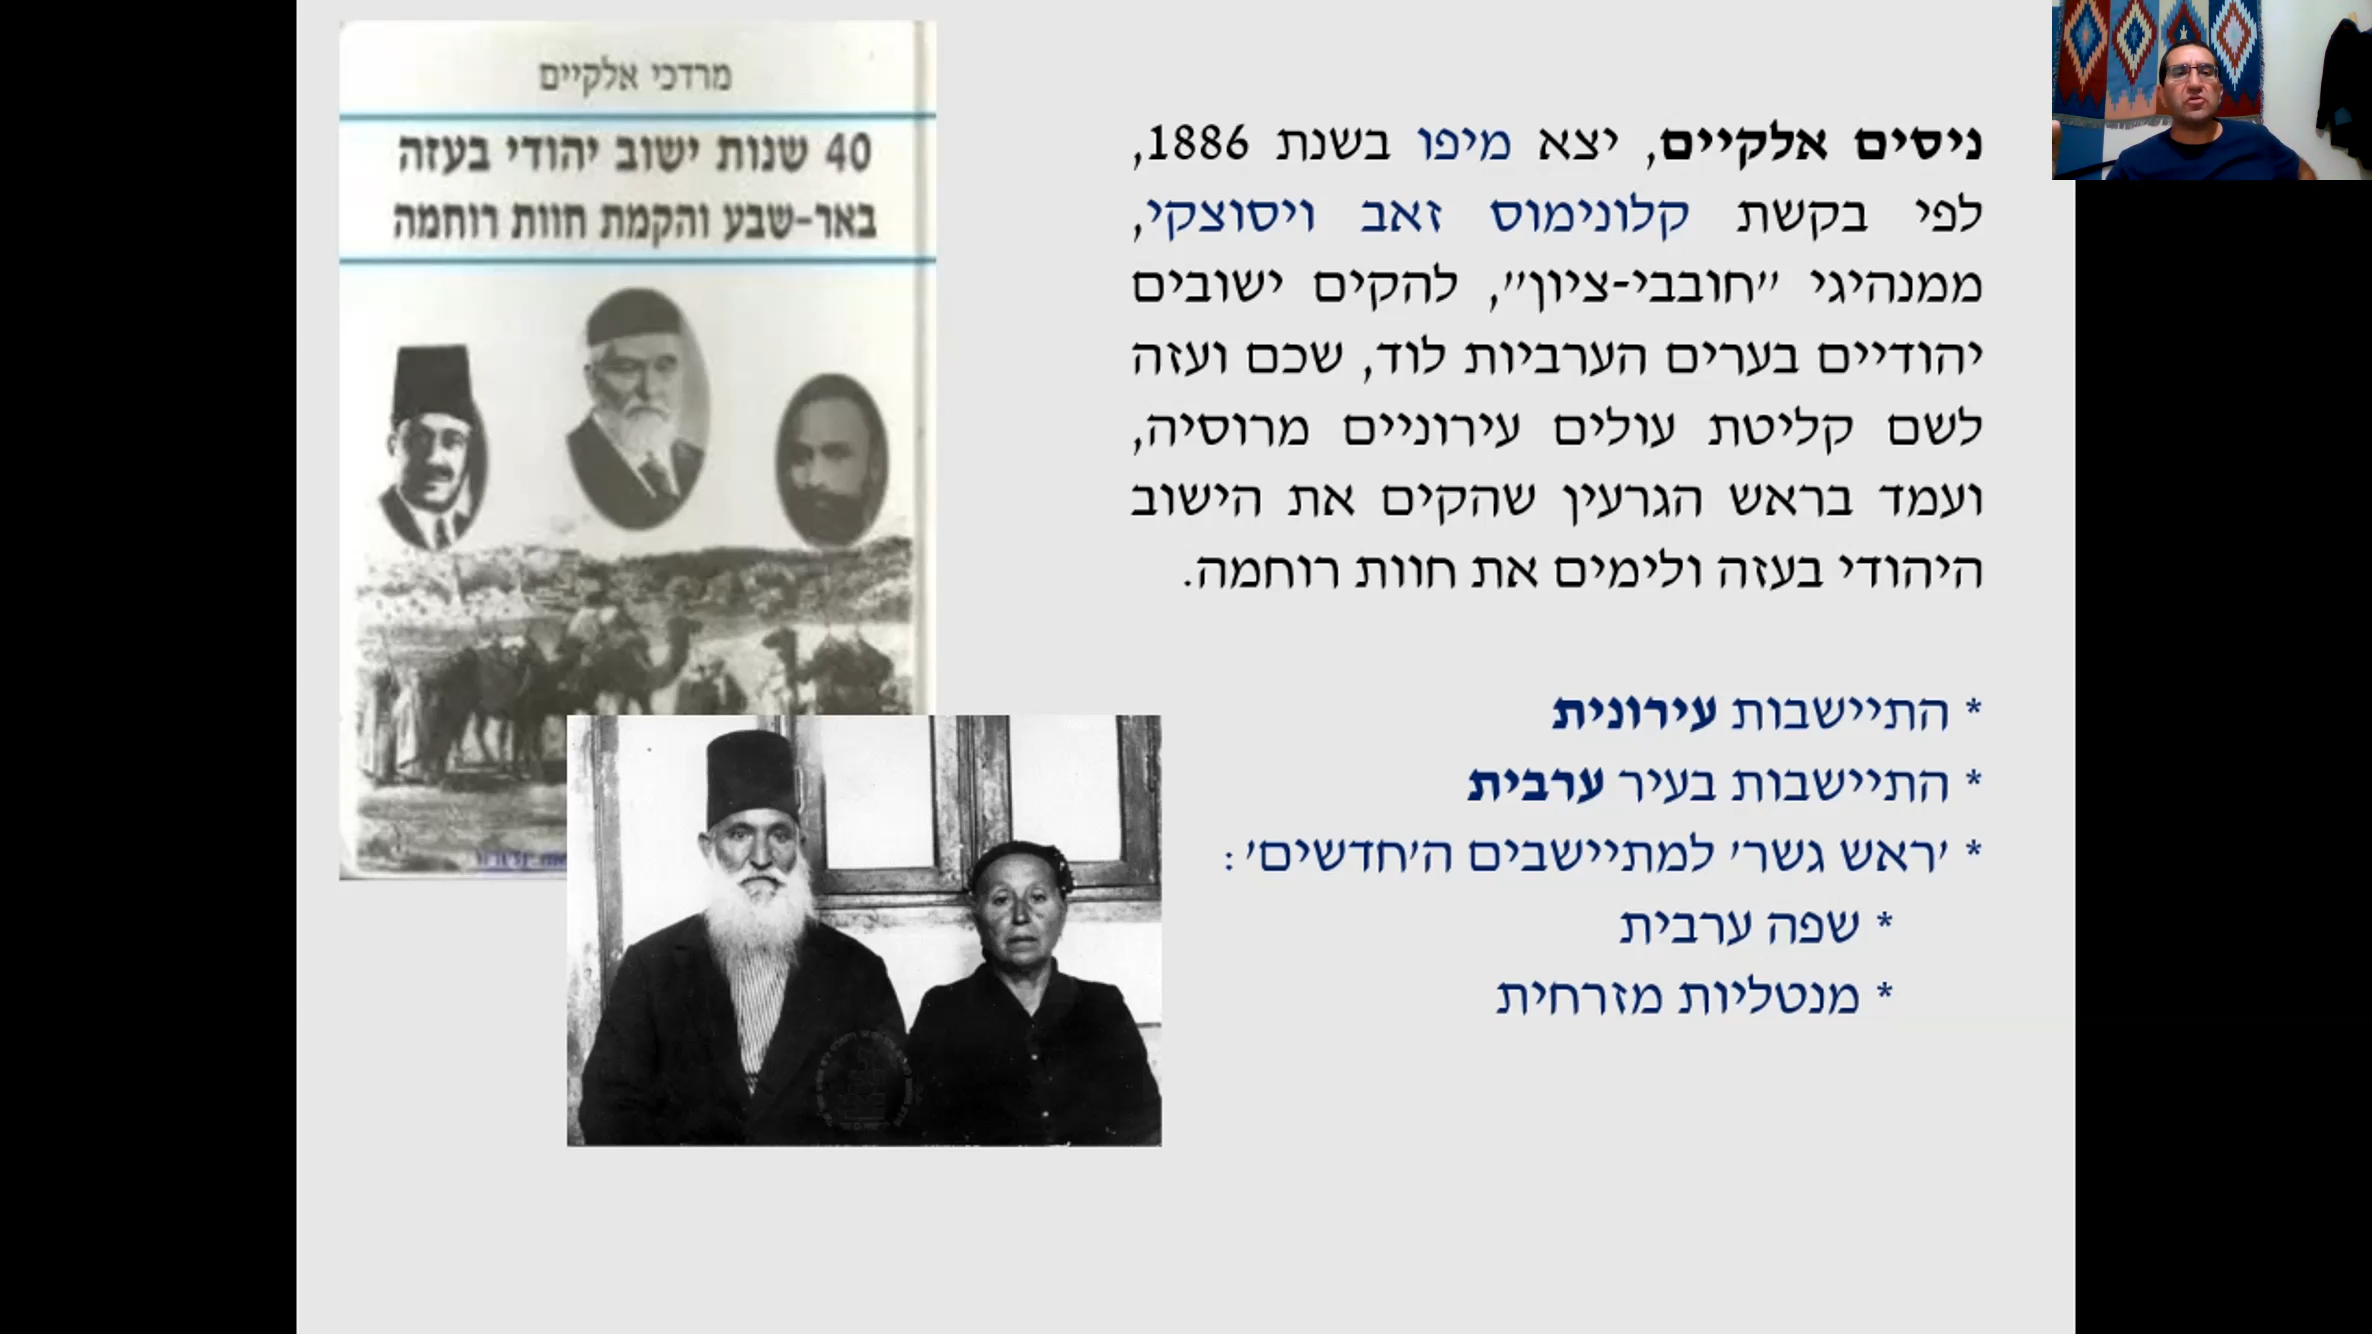 מרדכי אלקיים
40 שנות ישוב יהודי בעזה
באר-שבע והקמת חוות רוחמה
ניסים אלקיים, יצא מיפו בשנת 1886,
לפי בקשת קלונימוס זאב ויסוצקי,
ממנהיגי "חובבי-ציון", להקים ישובים
יהודיים בערים הערביות לוד, שכם ועזה
לשם קליטת עולים עירוניים מרוסיה,
ועמד בראש הגרעין שהקים את הישוב
היהודי בעזה ולימים את חוות רוחמה.
* התיישבות עירונית
* התיישבות בעיר ערבית
* 'ראש גשר' למתיישבים ה'חדשים' :
* שפה ערבית
* מנטליות מזרחית